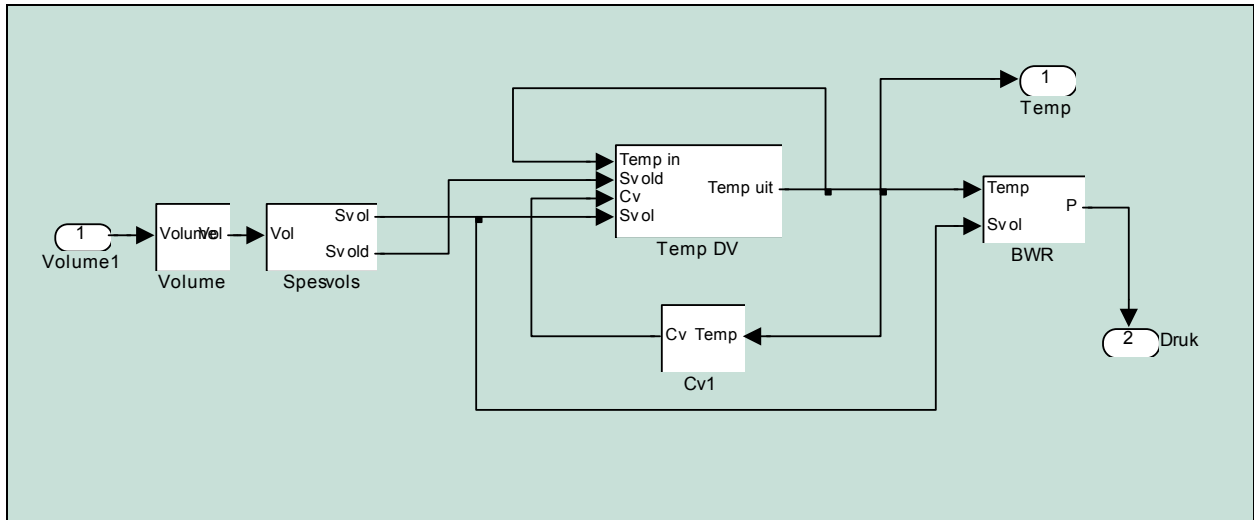 1
Volume1
Volume Vol
Volume
Vol
Svol
Svold
Spesvols
Temp in
Svold
Cv
Svol
Temp uit
Temp DV
Cv Temp
Cv1
1
Temp
Temp
Svol
P
BWR
2
Druk